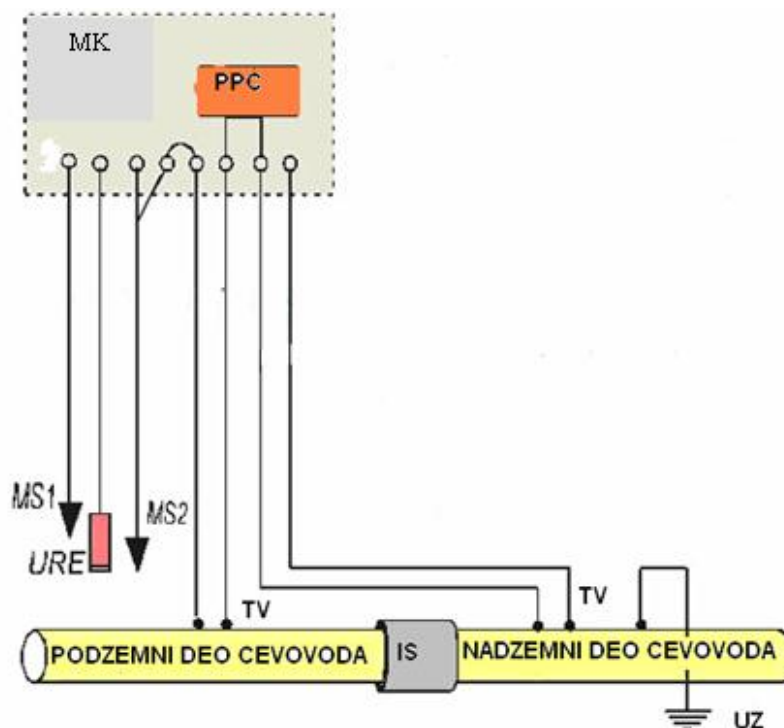 MK
PPC
MS1
URE
MS2
TV
TV
PODZEMNI DEO CEVOVODA
IS
NADZEMNI DEO CEVOVODA
UZ